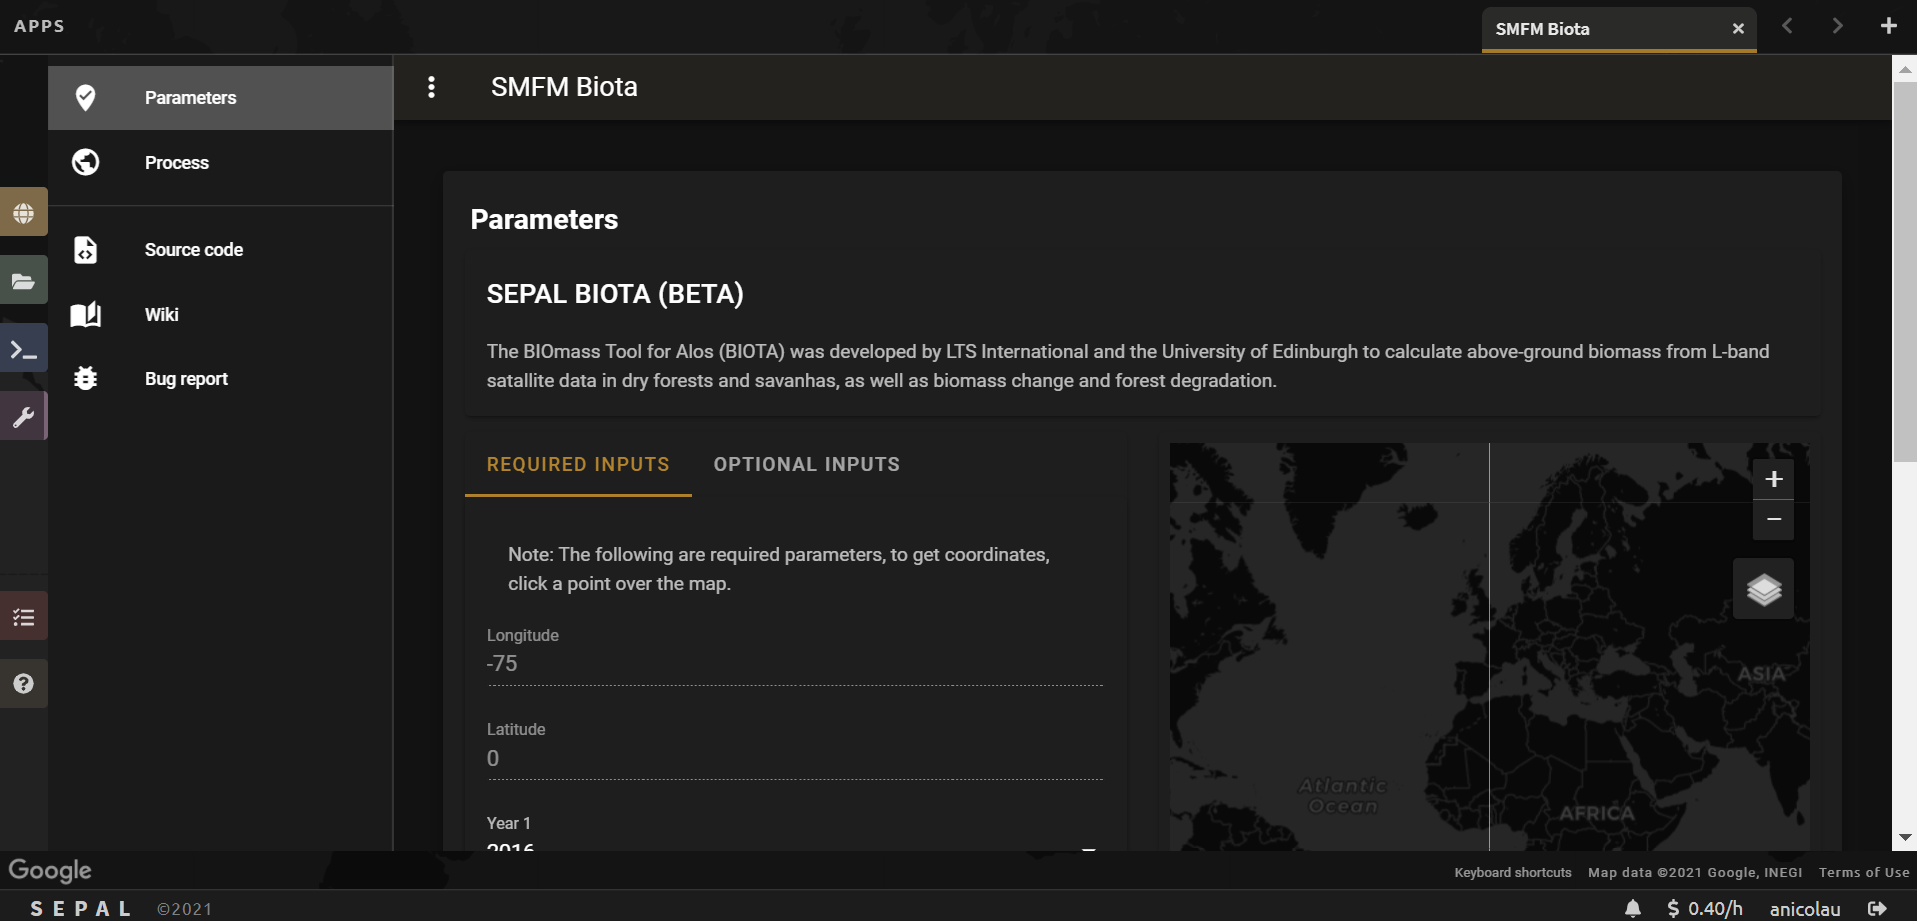 APPS
SMFM Biota
Parameters
Process
Source code
Wiki
Bug report
SMFM Biota
Parameters
SEPAL BIOTA (BETA)
The BIOmass Tool for Alos (BIOTA) was developed by LTS International and the University of Edinburgh to calculate above-ground biomass from L-band
satallite data in dry forests and savanhas, as well as biomass change and forest degradation.
REQUIRED INPUTS
OPTIONAL INPUTS
Note: The following are required parameters, to get coordinates,
click a point over the map.
Longitude
-75
Latitude
0
Year 1
2016
ASIA
Atlantic
Ocean
AFRICA
Google
Keyboard shortcuts
Map data ©2021 Google, INEGI
Terms of Use
SEPAL ©2021
$ 0.40/h
anicolau